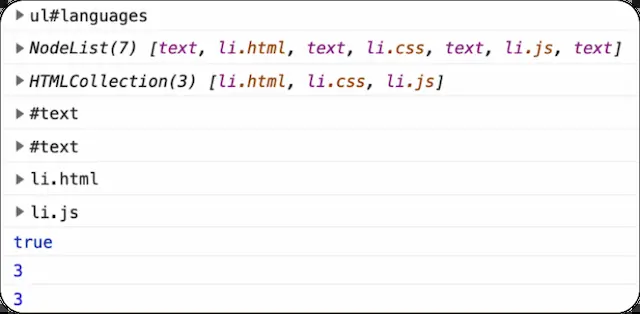 ul#languages
NodeList(7) [text, li.html, text, li.css, text, li.js, text]
HTMLCollection(3) [li.html, li.css, li.js]
#text
#text
li.html
li.js
true
3
3